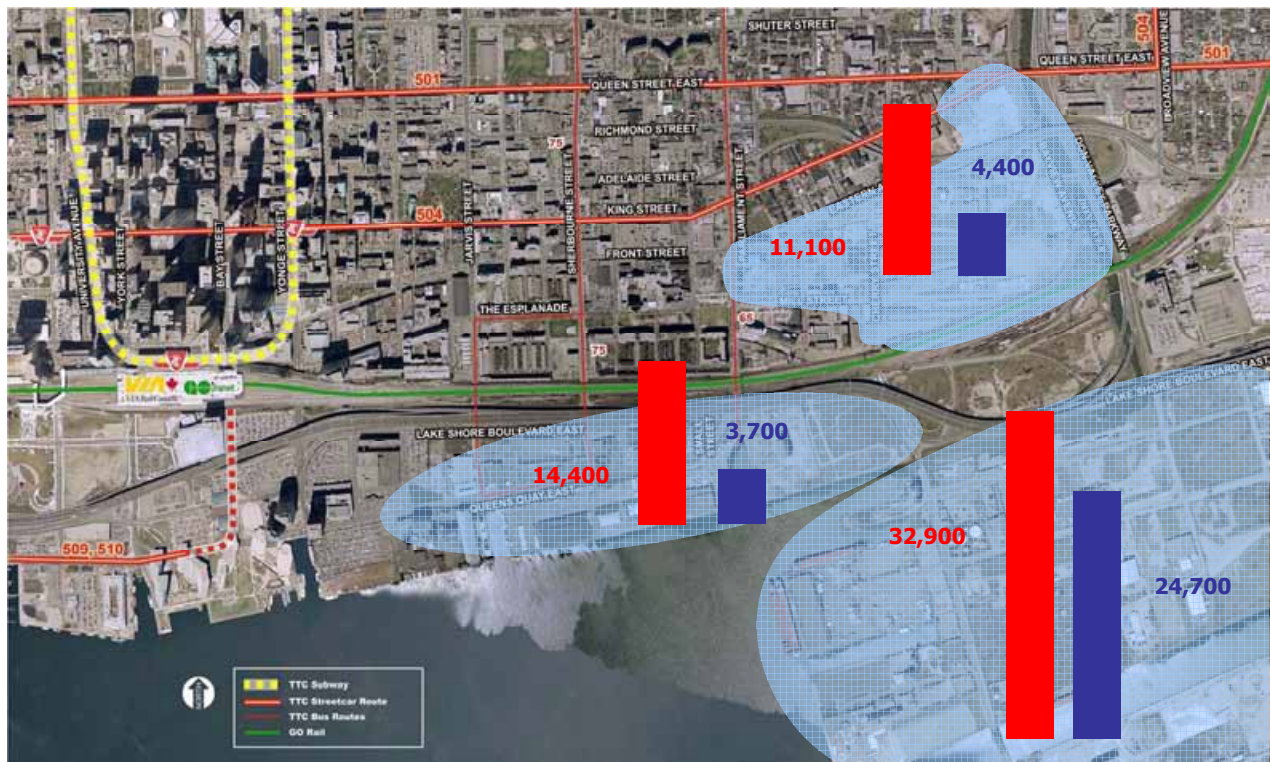 SHUTER STREET
504
BROADVIEW AVENUE
501
501
QUEEN STREET EAST
QUEEN STREET EAST
RICHMOND STREET
75
ADELAIDE STREET
KING STREET
504
FRONT STREET
UNIVERSITY AVENUE
YORK STREET
BAY STREET
YONGE STREET
JARVIS STREET
SHERBOURNE STREET
4,400
11,100
THE ESPLANADE
65
75
VIA
GO
LAKE SHORE BOULEVARD EAST
LAKE SHORE BOULEVARD EAST
SMALL STREET
3,700
14,400
QUEENS QUAY EAST
509, 510
32,900
24,700
NORTH
TTC Subway
TTC Streetcar Route
TTC Bus Routes
GO Rail